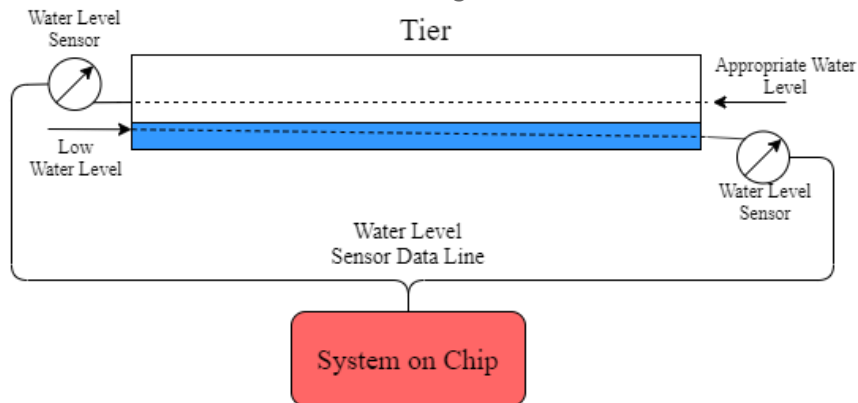 Water Level
Sensor
Tier
Appropriate Water
Level
Low
Water Level
Water Level
Sensor
Water Level
Sensor Data Line
System on Chip